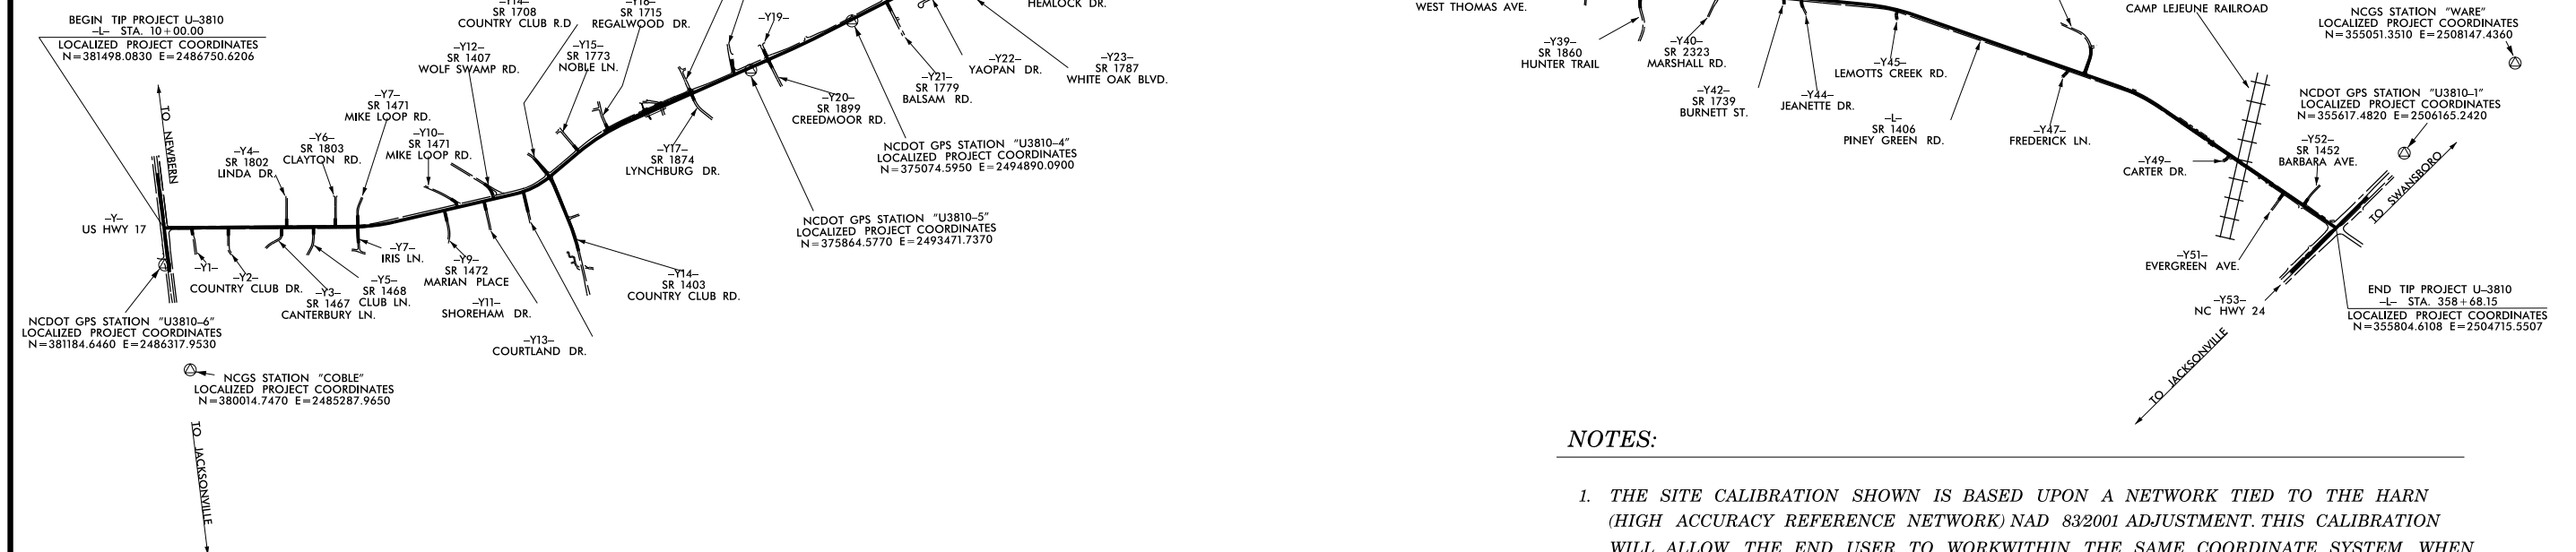 BEGIN TIP PROJECT U–3810
–L– STA. 10+00.00
LOCALIZED PROJECT COORDINATES
N=381498.0830 E=2486750.6206
TO NEWBERN
–Y–
US HWY 17
–Y4–
SR 1802
LINDA DR.
–Y6–
SR 1803
CLAYTON RD.
–Y7–
SR 1471
MIKE LOOP RD.
–Y10–
SR 1471
MIKE LOOP RD.
–Y12–
SR 1407
WOLF SWAMP RD.
–Y14–
SR 1708
COUNTRY CLUB R.D
–Y15–
SR 1773
NOBLE LN.
–Y16–
SR 1715
REGALWOOD DR.
–Y19–
HEMLOCK DR.
–Y1–
–Y2–
COUNTRY CLUB DR.
–Y3–
SR 1467
CANTERBURY LN.
–Y5–
SR 1468
CLUB LN.
–Y7–
IRIS LN.
–Y9–
SR 1472
MARIAN PLACE
–Y11–
SHOREHAM DR.
–Y13–
COURTLAND DR.
–Y14–
SR 1403
COUNTRY CLUB RD.
–Y17–
SR 1874
LYNCHBURG DR.
–Y20–
SR 1899
CREEDMOOR RD.
–Y21–
SR 1779
BALSAM RD.
–Y22–
YAOPAN DR.
–Y23–
SR 1787
WHITE OAK BLVD.
NCDOT GPS STATION "U3810–4"
LOCALIZED PROJECT COORDINATES
N=375074.5950 E=2494890.0900
NCDOT GPS STATION "U3810–5"
LOCALIZED PROJECT COORDINATES
N=375864.5770 E=2493471.7370
NCDOT GPS STATION "U3810–6"
LOCALIZED PROJECT COORDINATES
N=381184.6460 E=2486317.9530
NCGS STATION "COBLE"
LOCALIZED PROJECT COORDINATES
N=380014.7470 E=2485287.9650
TO JACKSONVILLE
WEST THOMAS AVE.
–Y39–
SR 1860
HUNTER TRAIL
–Y40–
SR 2323
MARSHALL RD.
–Y42–
SR 1739
BURNETT ST.
–Y44–
JEANETTE DR.
–Y45–
LEMOTTS CREEK RD.
–L–
SR 1406
PINEY GREEN RD.
–Y47–
FREDERICK LN.
CAMP LEJEUNE RAILROAD
NCGS STATION "WARE"
LOCALIZED PROJECT COORDINATES
N=355051.3510 E=2508147.4360
NCDOT GPS STATION "U3810–1"
LOCALIZED PROJECT COORDINATES
N=355617.4820 E=2506165.2420
–Y49–
CARTER DR.
–Y52–
SR 1452
BARBARA AVE.
TO SWANSBORO
–Y51–
EVERGREEN AVE.
–Y53–
NC HWY 24
END TIP PROJECT U–3810
–L– STA. 358+68.15
LOCALIZED PROJECT COORDINATES
N=355804.6108 E=2504715.5507
TO JACKSONVILLE
NOTES:
1. THE SITE CALIBRATION SHOWN IS BASED UPON A NETWORK TIED TO THE HARN
(HIGH ACCURACY REFERENCE NETWORK) NAD 83/2001 ADJUSTMENT. THIS CALIBRATION
WILL ALLOW THE END USER TO WORKWITHIN THE SAME COORDINATE SYSTEM WHEN